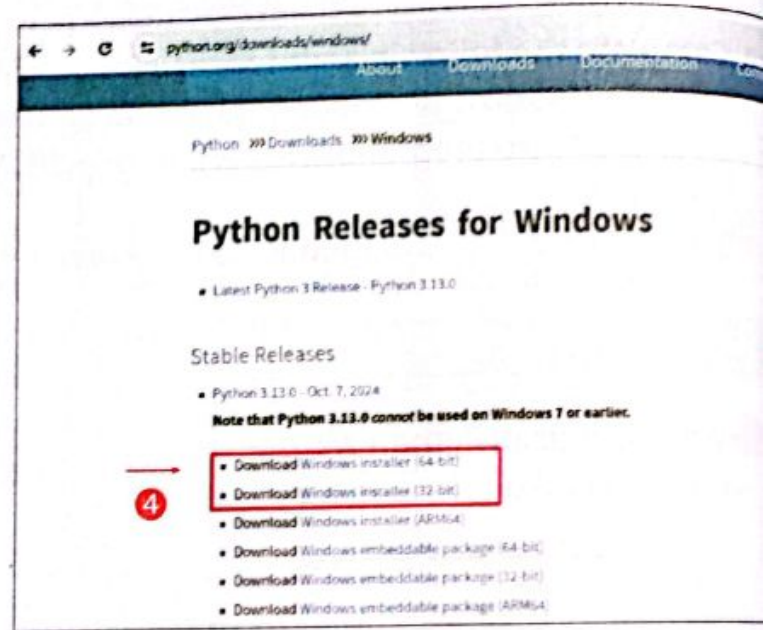 python.org/downloads/windows/
About Downloads Documentation
Python >>> Downloads >>> Windows
Python Releases for Windows
Latest Python 3 Release - Python 3.13.0
Stable Releases
Python 3.13.0 - Oct. 7, 2024
Note that Python 3.13.0 cannot be used on Windows 7 or earlier.
Download Windows installer (64-bit)
4
Download Windows installer (32-bit)
Download Windows installer (ARM64)
Download Windows embeddable package (64-bit)
Download Windows embeddable package (32-bit)
Download Windows embeddable package (ARM64)